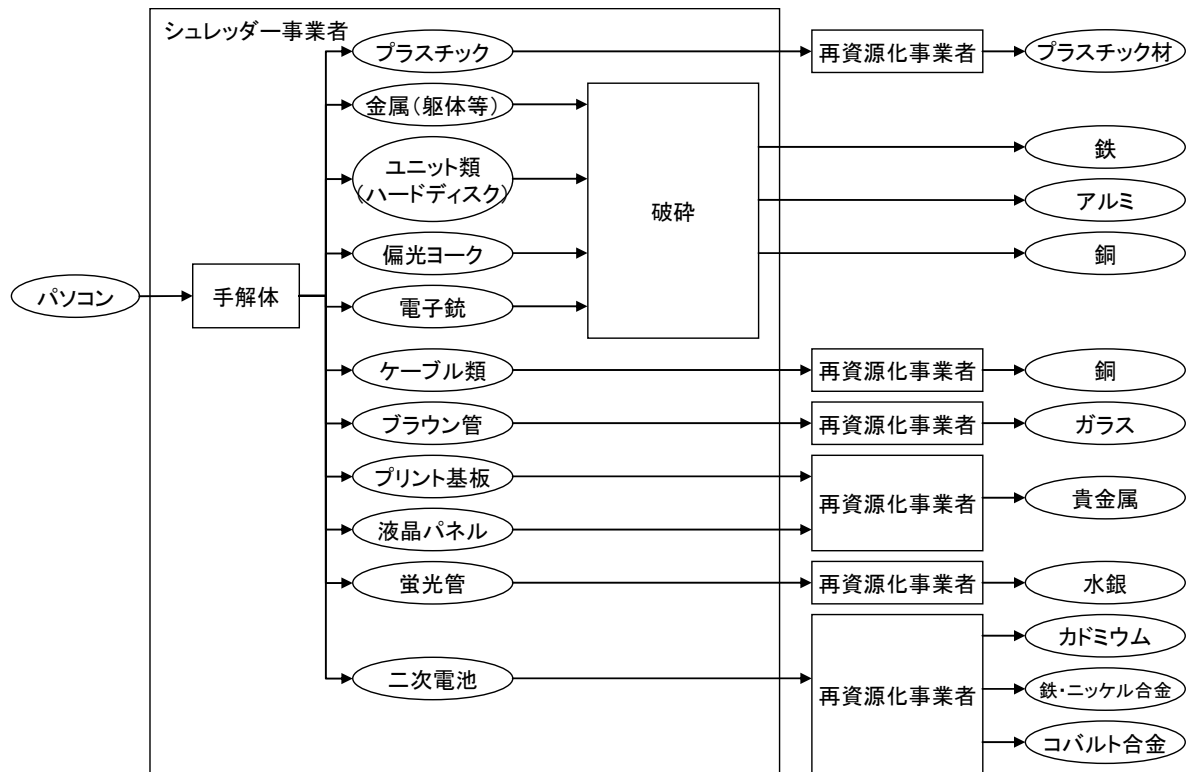 シュレッダー事業者
プラスチック
再資源化事業者
プラスチック材
金属(躯体等)
ユニット類
(ハードディスク)
偏光ヨーク
電子銃
破砕
鉄
アルミ
銅
パソコン
手解体
ケーブル類
再資源化事業者
銅
ブラウン管
再資源化事業者
ガラス
プリント基板
液晶パネル
再資源化事業者
貴金属
蛍光管
再資源化事業者
水銀
二次電池
再資源化事業者
カドミウム
鉄・ニッケル合金
コバルト合金